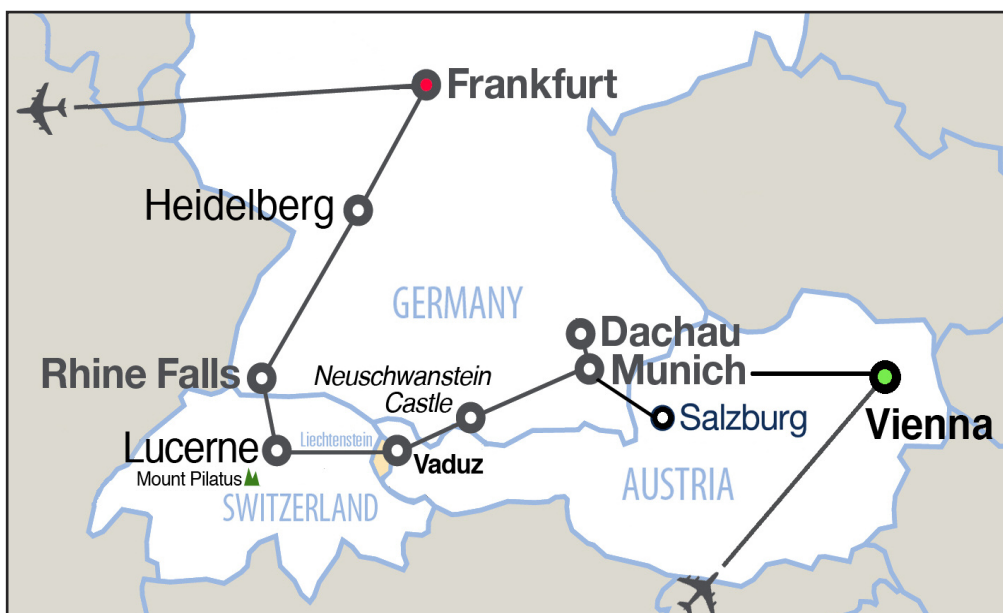 Frankfurt
Heidelberg
GERMANY
Dachau
Rhine Falls
Munich
Neuschwanstein
Castle
Salzburg
Vienna
Lucerne
Liechtenstein
Vaduz
Mount Pilatus
AUSTRIA
SWITZERLAND